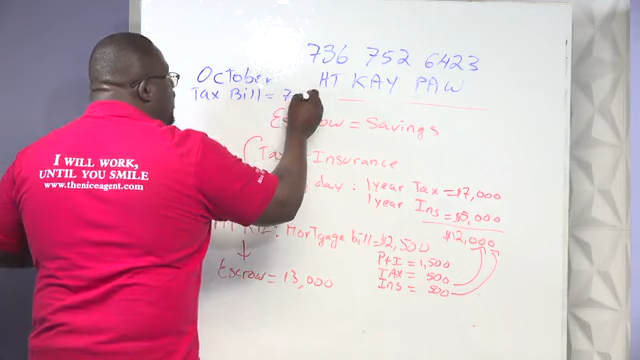 736 752 6423
October HT KAY PAW
Tax Bill = 7
= Savings
Insurance
day : 1 year Tax = $7,000
1 year Ins = $5,000
$12,000
: Mortgage bill = $2,500
P+I = 1,500
TAX = 500
Ins = 500
Escrow = 13,000
I WILL WORK,
UNTIL YOU SMILE
www.theniceagent.com